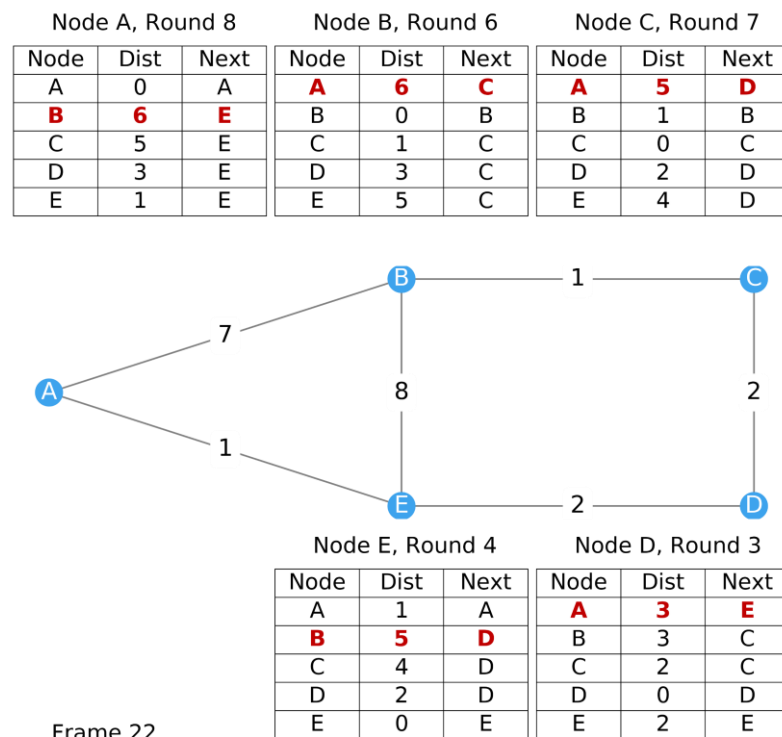 Node A, Round 8 Node B, Round 6 Node C, Round 7
Node Dist Next Node Dist Next Node Dist Next
A 0 A A 6 C A 5 D
B 6 E B 0 B B 1 B
C 5 E C 1 C C 0 C
D 3 E D 3 C D 2 D
E 1 E E 5 C E 4 D
B 1 C
7
A 8 2
1
E 2 D
Node E, Round 4 Node D, Round 3
Node Dist Next Node Dist Next
A 1 A A 3 E
B 5 D B 3 C
C 4 D C 2 C
D 2 D D 0 D
E 0 E E 2 E
Frame 22